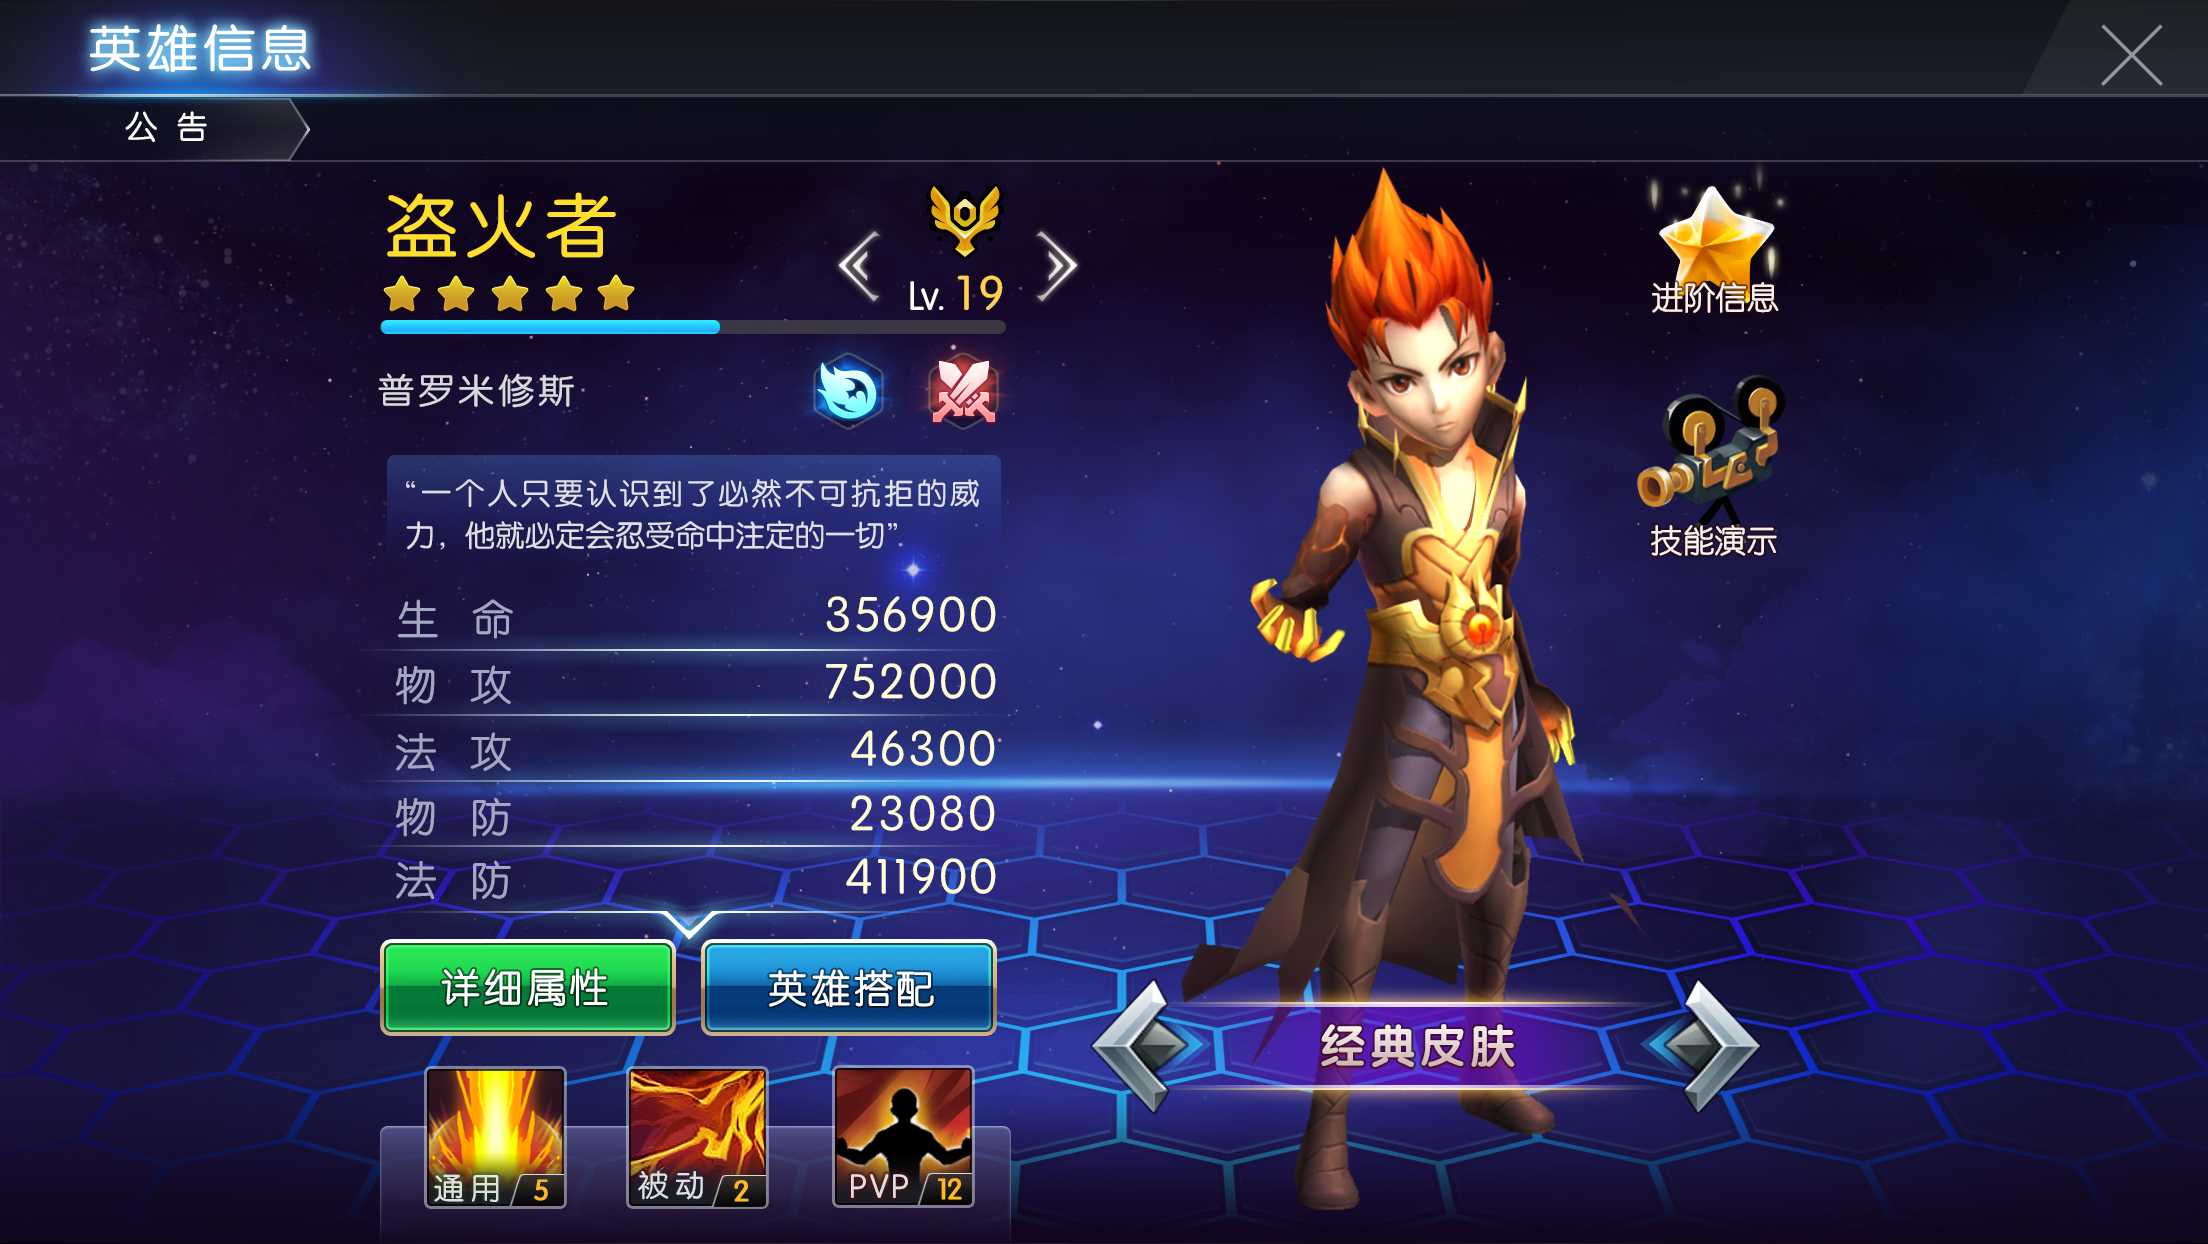 英雄信息
公告
盗火者
Lv. 19
普罗米修斯
“一个人只要认识到了必然不可抗拒的威
力，他就必定会忍受命中注定的一切”
生命 356900
物攻 752000
法攻 46300
物防 23080
法防 411900
详细属性
英雄搭配
通用 5
被动 2
PVP 12
进阶信息
技能演示
经典皮肤